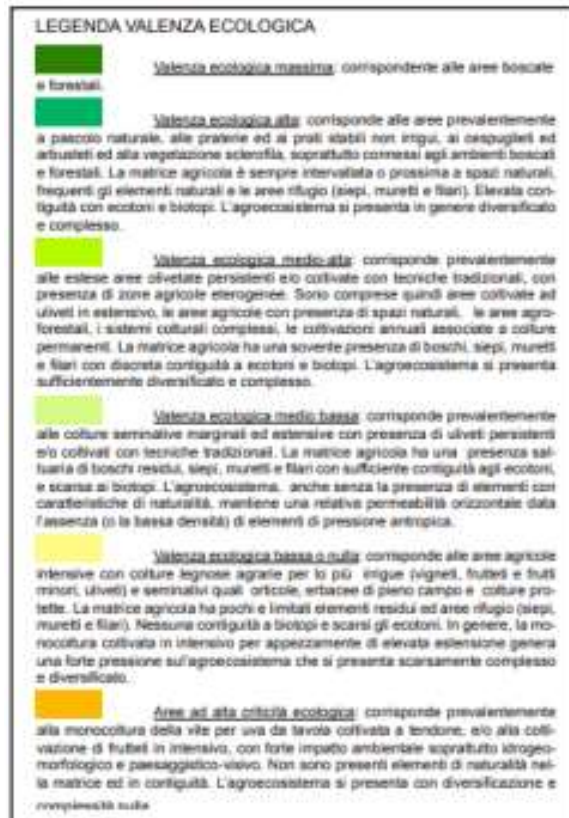 LEGENDA VALENZA ECOLOGICA
Valenza ecologica massima: corrispondente alle aree boscate
e forestali.
Valenza ecologica alta: corrisponde alle aree prevalentemente
a pascolo naturale, alle praterie ed ai prati stabili non irrigui, ai cespuglieti ed
arbusteti ed alla vegetazione sclerofila, soprattutto connessi agli ambienti boscati
e forestali. La matrice agricola è sempre intervallata o prossima a spazi naturali,
frequenti gli elementi naturali e le aree rifugio (siepi, muretti e filari). Elevata con-
tiguità con ecotoni e biotopi. L'agroecosistema si presenta in genere diversificato
e complesso.
Valenza ecologica medio-alta: corrisponde prevalentemente
alle estese aree olivetate persistenti e/o coltivate con tecniche tradizionali, con
presenza di zone agricole eterogenee. Sono comprese quindi aree coltivate ad
uliveti in estensivo, le aree agricole con presenza di spazi naturali, le aree agro-
forestali, i sistemi colturali complessi, le coltivazioni annuali associate a colture
permanenti. La matrice agricola ha una sovente presenza di boschi, siepi, muretti
e filari con discreta contiguità a ecotoni e biotopi. L'agroecosistema si presenta
sufficientemente diversificato e complesso.
Valenza ecologica medio bassa: corrisponde prevalentemente
alle colture seminative marginali ed estensive con presenza di uliveti persistenti
e/o coltivati con tecniche tradizionali. La matrice agricola ha una presenza sal-
tuaria di boschi residui, siepi, muretti e filari con sufficiente contiguità agli ecotoni,
e scarsa ai biotopi. L'agroecosistema, anche senza la presenza di elementi con
caratteristiche di naturalità, mantiene una relativa permeabilità orizzontale data
l'assenza (o la bassa densità) di elementi di pressione antropica.
Valenza ecologica bassa o nulla: corrisponde alle aree agricole
intensive con colture legnose agrarie per lo più irrigue (vigneti, frutteti e frutti
minori, uliveti) e seminativi quali orticole, erbacee di pieno campo e colture pro-
tette. La matrice agricola ha pochi e limitati elementi residui ed aree rifugio (siepi,
muretti e filari). Nessuna contiguità a biotopi e scarsi gli ecotoni. In genere, la mo-
nocoltura coltivata in intensivo per appezzamento di elevata estensione genera
una forte pressione sull'agroecosistema che si presenta scarsamente complesso
e diversificato.
Aree ad alta criticità ecologica: corrisponde prevalentemente
alla monocoltura della vite per uva da tavola coltivata a tendone, e/o alla colti-
vazione di frutteti in intensivo, con forte impatto ambientale soprattutto idrogeo-
morfologico e paesaggistico-visivo. Non sono presenti elementi di naturalità nel-
la matrice ed in contiguità. L'agroecosistema si presenta con diversificazione e
complessità nulla